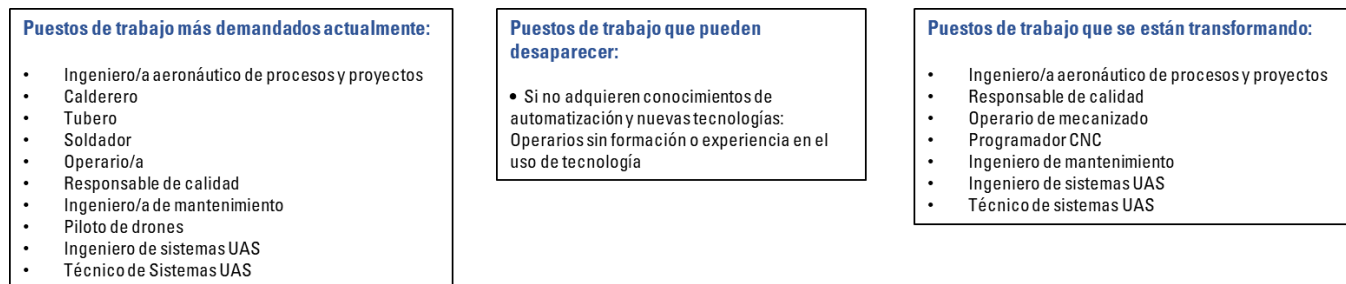 Puestos de trabajo más demandados actualmente:
• Ingeniero/a aeronáutico de procesos y proyectos
• Calderero
• Tubero
• Soldador
• Operario/a
• Responsable de calidad
• Ingeniero/a de mantenimiento
• Piloto de drones
• Ingeniero de sistemas UAS
• Técnico de Sistemas UAS
Puestos de trabajo que pueden
desaparecer:
• Si no adquieren conocimientos de
automatización y nuevas tecnologías:
Operarios sin formación o experiencia en el
uso de tecnología
Puestos de trabajo que se están transformando:
• Ingeniero/a aeronáutico de procesos y proyectos
• Responsable de calidad
• Operario de mecanizado
• Programador CNC
• Ingeniero de mantenimiento
• Ingeniero de sistemas UAS
• Técnico de sistemas UAS